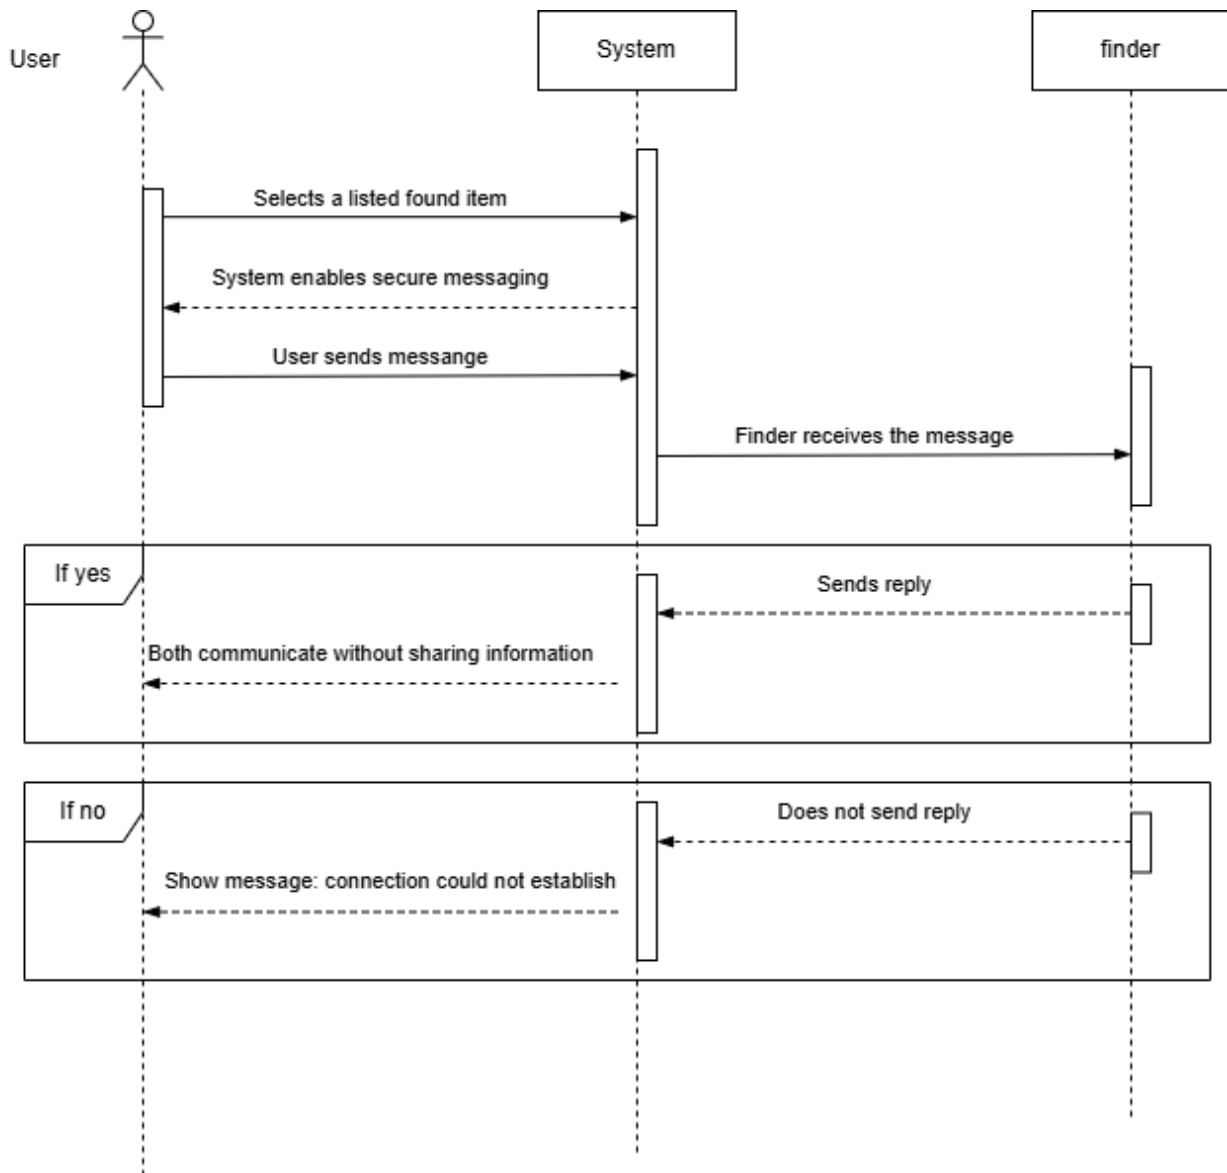 User
System
finder
Selects a listed found item
System enables secure messaging
User sends messange
Finder receives the message
If yes
Sends reply
Both communicate without sharing information
If no
Does not send reply
Show message: connection could not establish